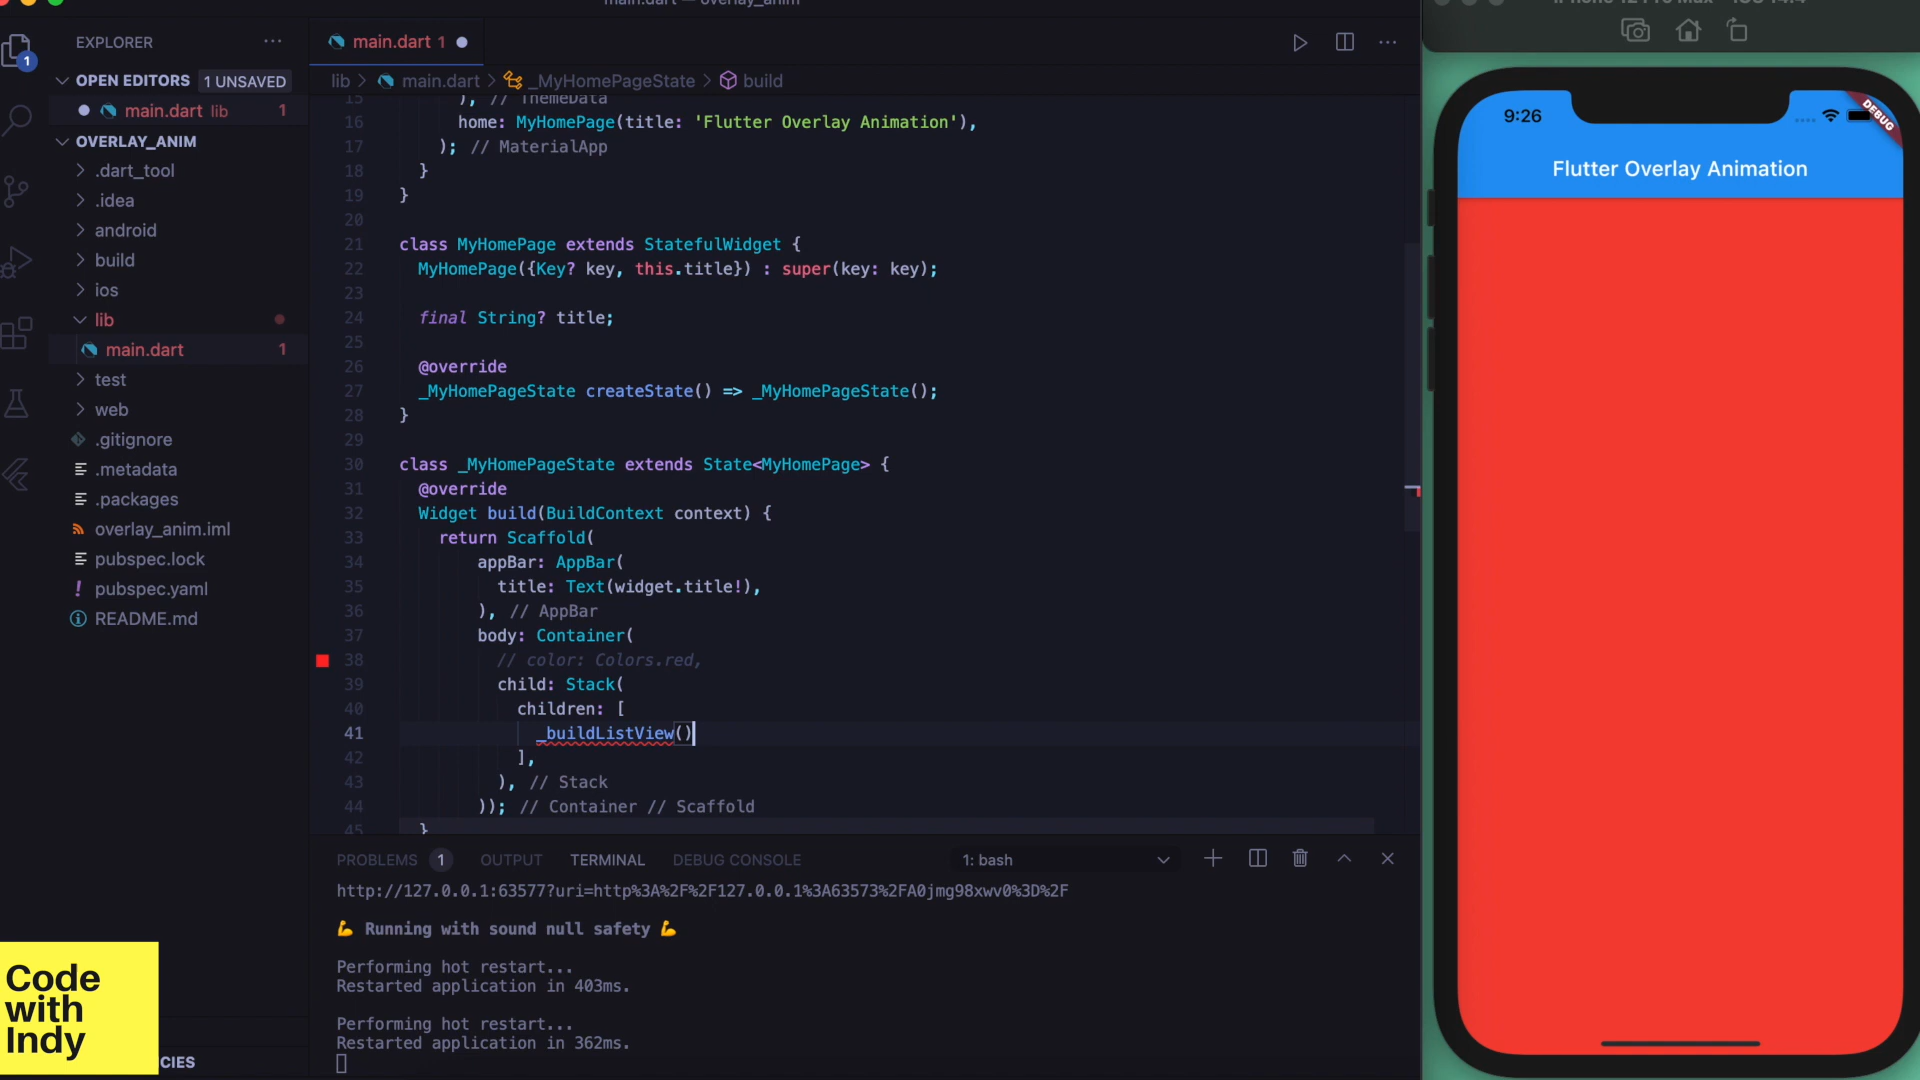 main.dart — overlay_anim
EXPLORER
1
OPEN EDITORS
1 UNSAVED
main.dart lib 1
OVERLAY_ANIM
.dart_tool
.idea
android
build
ios
lib
main.dart 1
test
web
.gitignore
.metadata
.packages
overlay_anim.iml
pubspec.lock
pubspec.yaml
README.md
CIES
Code
with
Indy
main.dart 1
lib > main.dart > _MyHomePageState > build
15 ), // ThemeData
16 home: MyHomePage(title: 'Flutter Overlay Animation'),
17 ); // MaterialApp
18 }
19 }
20
21 class MyHomePage extends StatefulWidget {
22 MyHomePage({Key? key, this.title}) : super(key: key);
23
24 final String? title;
25
26 @override
27 _MyHomePageState createState() => _MyHomePageState();
28 }
29
30 class _MyHomePageState extends State<MyHomePage> {
31 @override
32 Widget build(BuildContext context) {
33 return Scaffold(
34 appBar: AppBar(
35 title: Text(widget.title!),
36 ), // AppBar
37 body: Container(
38 // color: Colors.red,
39 child: Stack(
40 children: [
41 _buildListView()
42 ],
43 ), // Stack
44 )); // Container // Scaffold
45 }
PROBLEMS 1 OUTPUT TERMINAL DEBUG CONSOLE 1: bash
http://127.0.0.1:63577?uri=http%3A%2F%2F127.0.0.1%3A63573%2FA0jmg98xwv0%3D%2F
💪 Running with sound null safety 💪
Performing hot restart...
Restarted application in 403ms.
Performing hot restart...
Restarted application in 362ms.
9:26
DEBUG
Flutter Overlay Animation